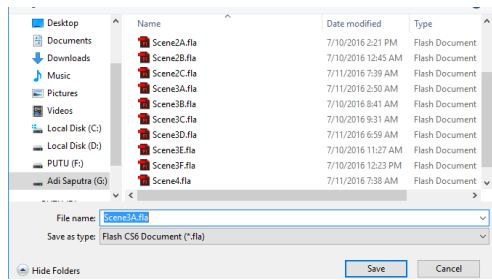 Name Date modified Type
Desktop
Documents
Downloads
Music
Pictures
Videos
Local Disk (C:)
Local Disk (D:)
PUTU (F:)
Adi Saputra (G:)
Scene2A.fla 7/10/2016 2:21 PM Flash Document
Scene2B.fla 7/10/2016 12:45 AM Flash Document
Scene2C.fla 7/11/2016 7:39 AM Flash Document
Scene3A.fla 7/11/2016 2:50 AM Flash Document
Scene3B.fla 7/10/2016 8:41 AM Flash Document
Scene3C.fla 7/10/2016 9:31 AM Flash Document
Scene3D.fla 7/11/2016 6:59 AM Flash Document
Scene3E.fla 7/10/2016 11:27 AM Flash Document
Scene3F.fla 7/10/2016 12:23 PM Flash Document
Scene4.fla 7/11/2016 7:38 AM Flash Document
File name: Scene3A.fla
Save as type: Flash CS6 Document (*.fla)
Hide Folders Save Cancel